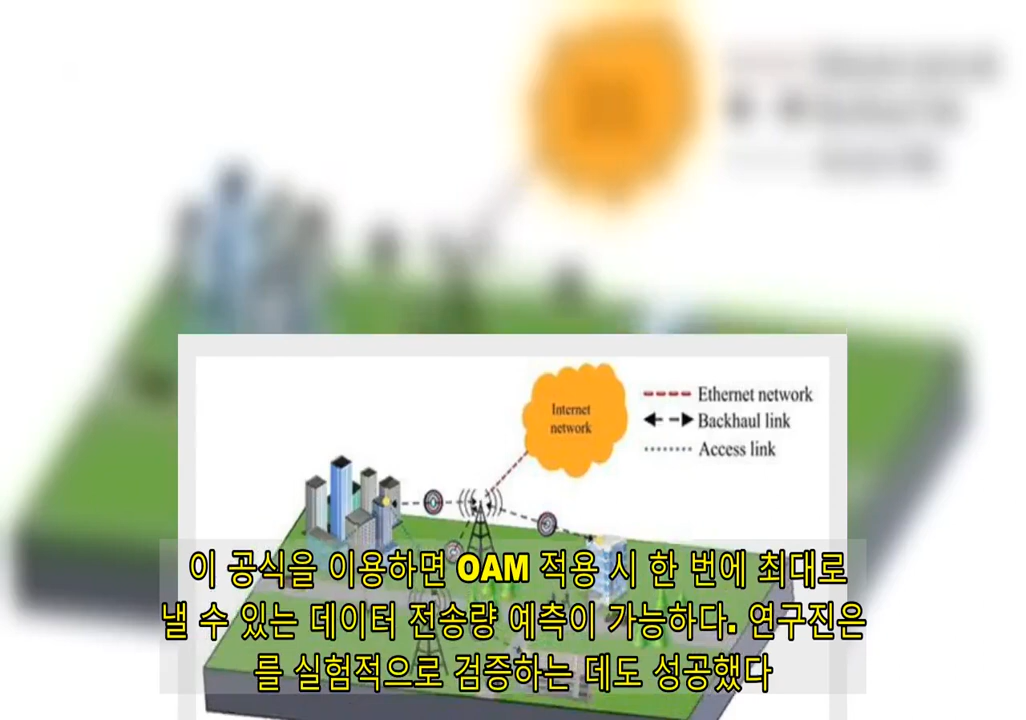 Internet
network
Ethernet network
Backhaul link
Access link
이 공식을 이용하면 OAM 적용 시 한 번에 최대로
낼 수 있는 데이터 전송량 예측이 가능하다. 연구진은
를 실험적으로 검증하는 데도 성공했다